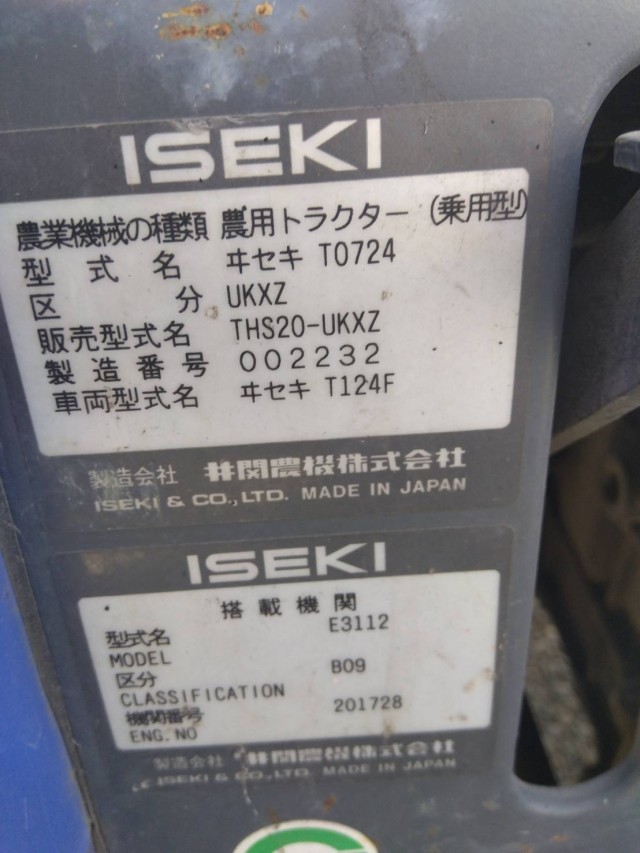 ISEKI
農業機械の種類 農用トラクター (乗用型)
型式名 ヰセキ T0724
区分 UKXZ
販売型式名 THS20-UKXZ
製造番号 002232
車両型式名 ヰセキ T124F
製造会社 井関農機株式会社
ISEKI & CO., LTD. MADE IN JAPAN
ISEKI
搭載機関
型式名 E3112
MODEL
区分 B09
CLASSIFICATION
機関番号 201728
ENG. NO
製造会社 井関農機株式会社
ISEKI & CO., LTD. MADE IN JAPAN